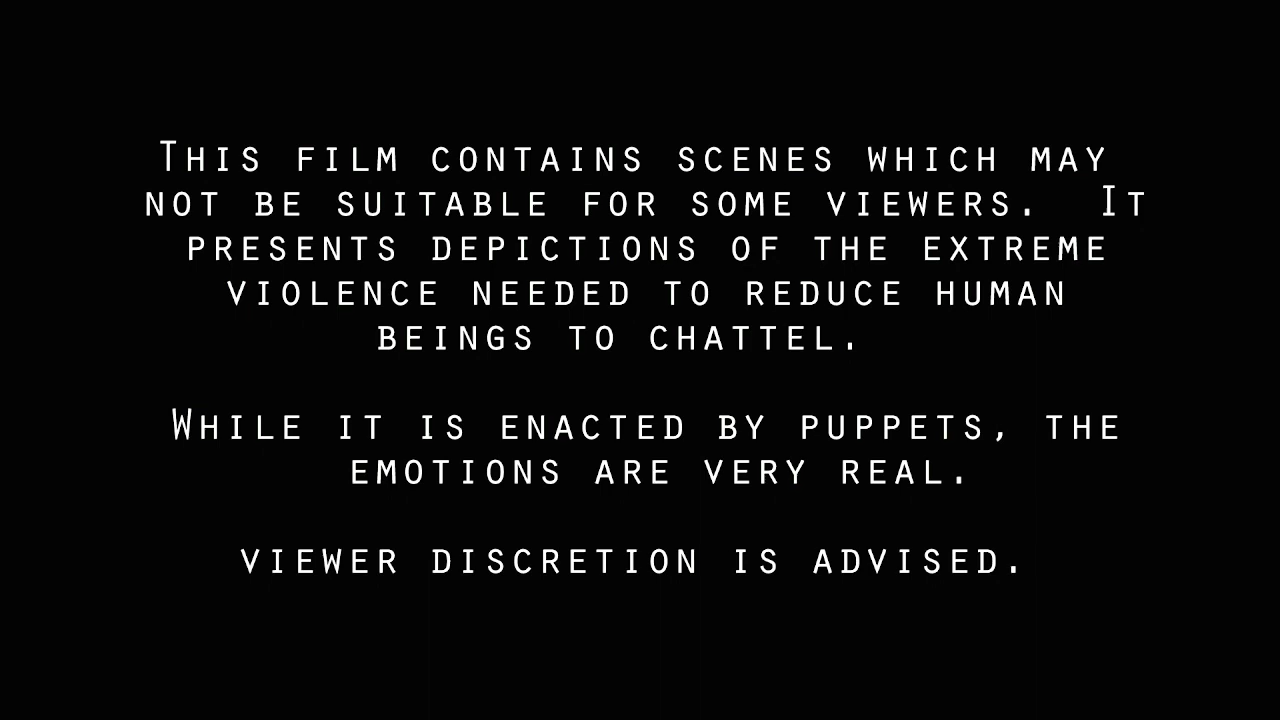 This film contains scenes which may
not be suitable for some viewers. It
presents depictions of the extreme
violence needed to reduce human
beings to chattel.
While it is enacted by puppets, the
emotions are very real.
viewer discretion is advised.